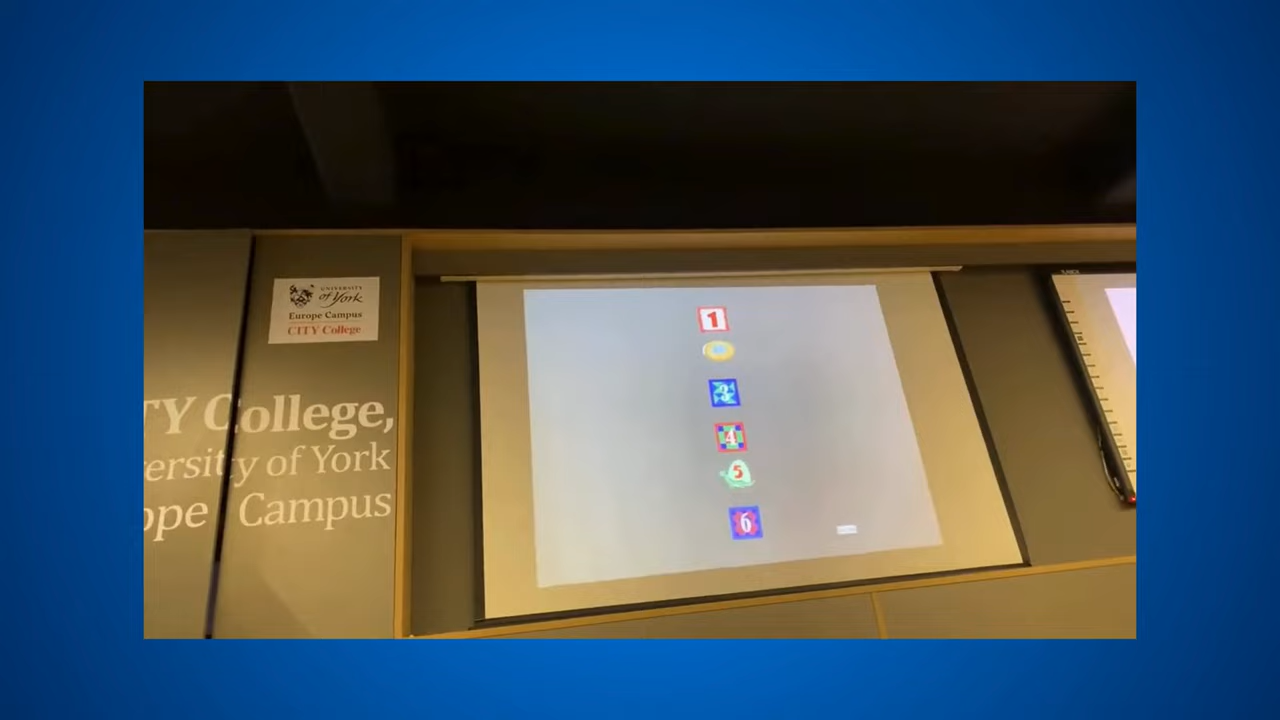 UNIVERSITY
of York
Europe Campus
CITY College
TY College,
ersity of York
ope Campus
1
3
4
5
6